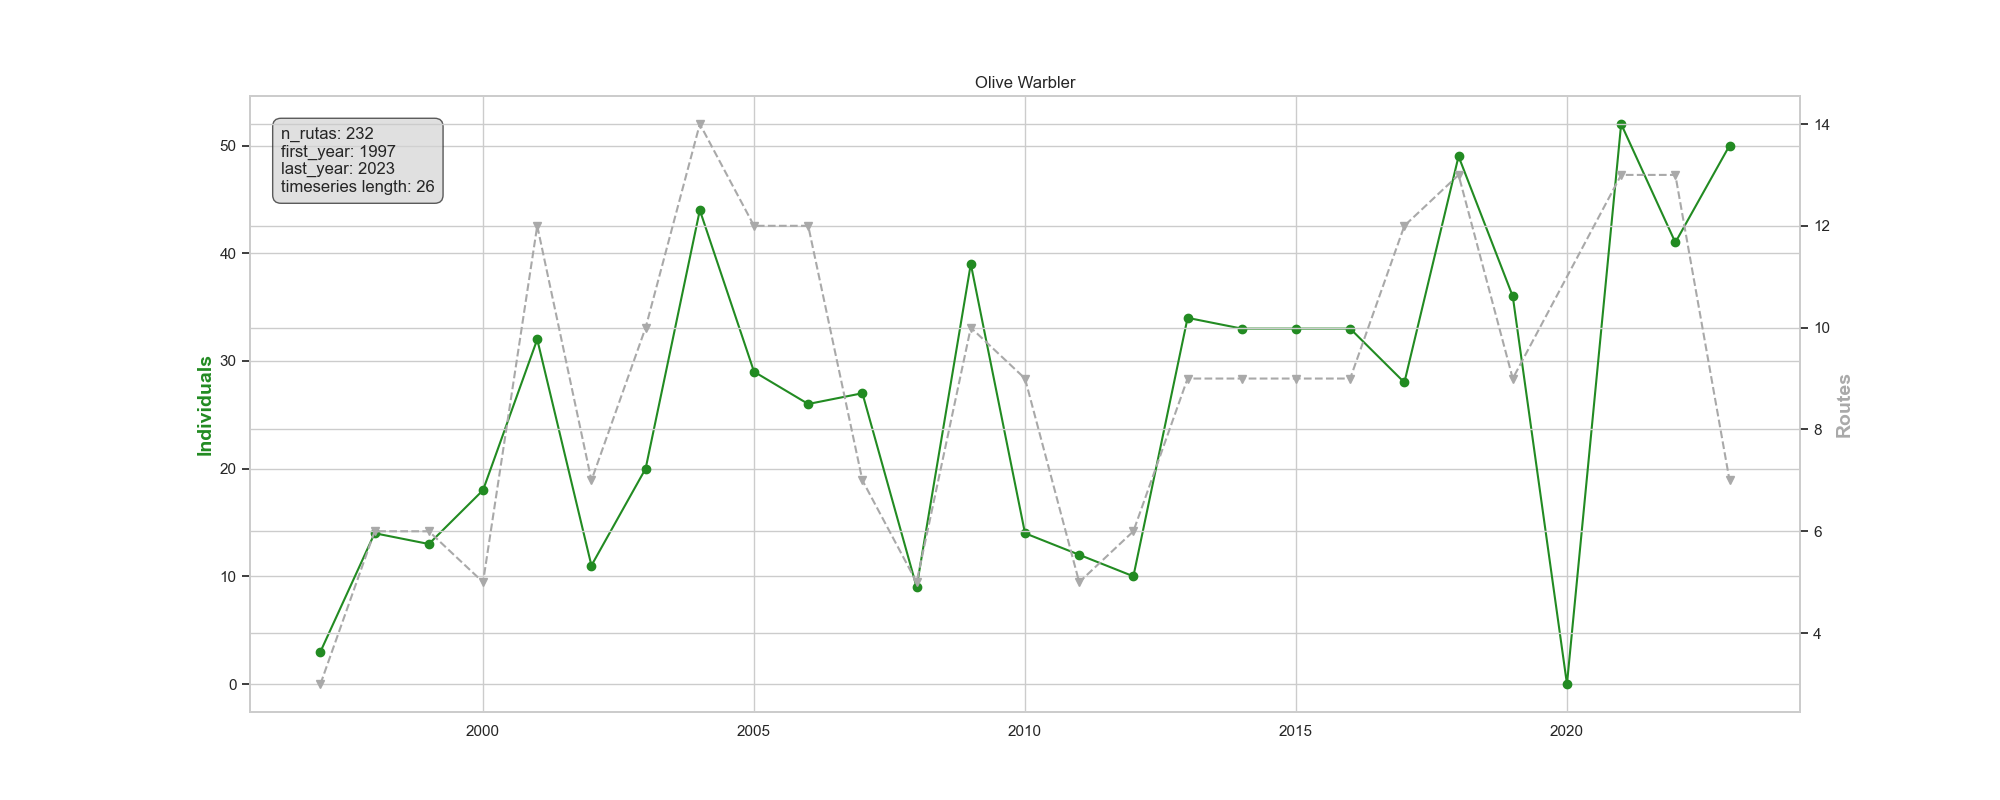 Olive Warbler
n_rutas: 232
first_year: 1997
last_year: 2023
timeseries length: 26
50
40
30
20
10
0
Individuals
14
12
10
8
6
4
Routes
2000
2005
2010
2015
2020